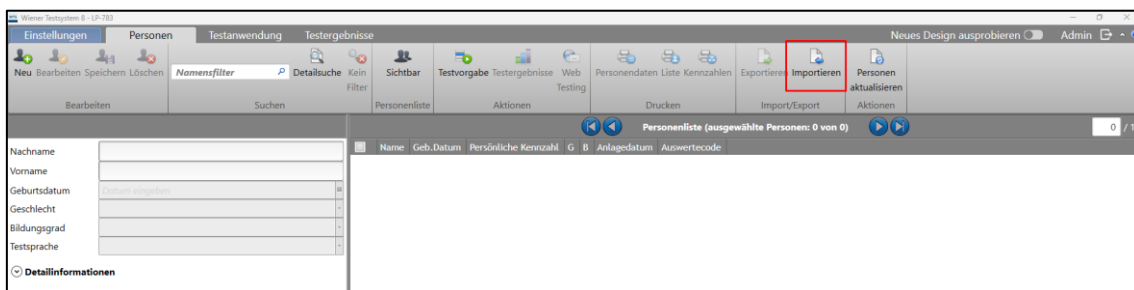 Wiener Testsystem 8 - LP-783
Einstellungen Personen Testanwendung Testergebnisse Neues Design ausprobieren Admin
Neu Bearbeiten Speichern Löschen Namensfilter Detailsuche Kein Filter Sichtbar Testvorgabe Testergebnisse Web Testing Personendaten Liste Kennzahlen Exportieren Importieren Personen aktualisieren
Bearbeiten Suchen Personenliste Aktionen Drucken Import/Export Aktionen
Personenliste (ausgewählte Personen: 0 von 0) 0 / 1
Name Geb.Datum Persönliche Kennzahl G B Anlagedatum Auswertecode
Nachname
Vorname
Geburtsdatum Datum eingeben
Geschlecht
Bildungsgrad
Testsprache
Detailinformationen